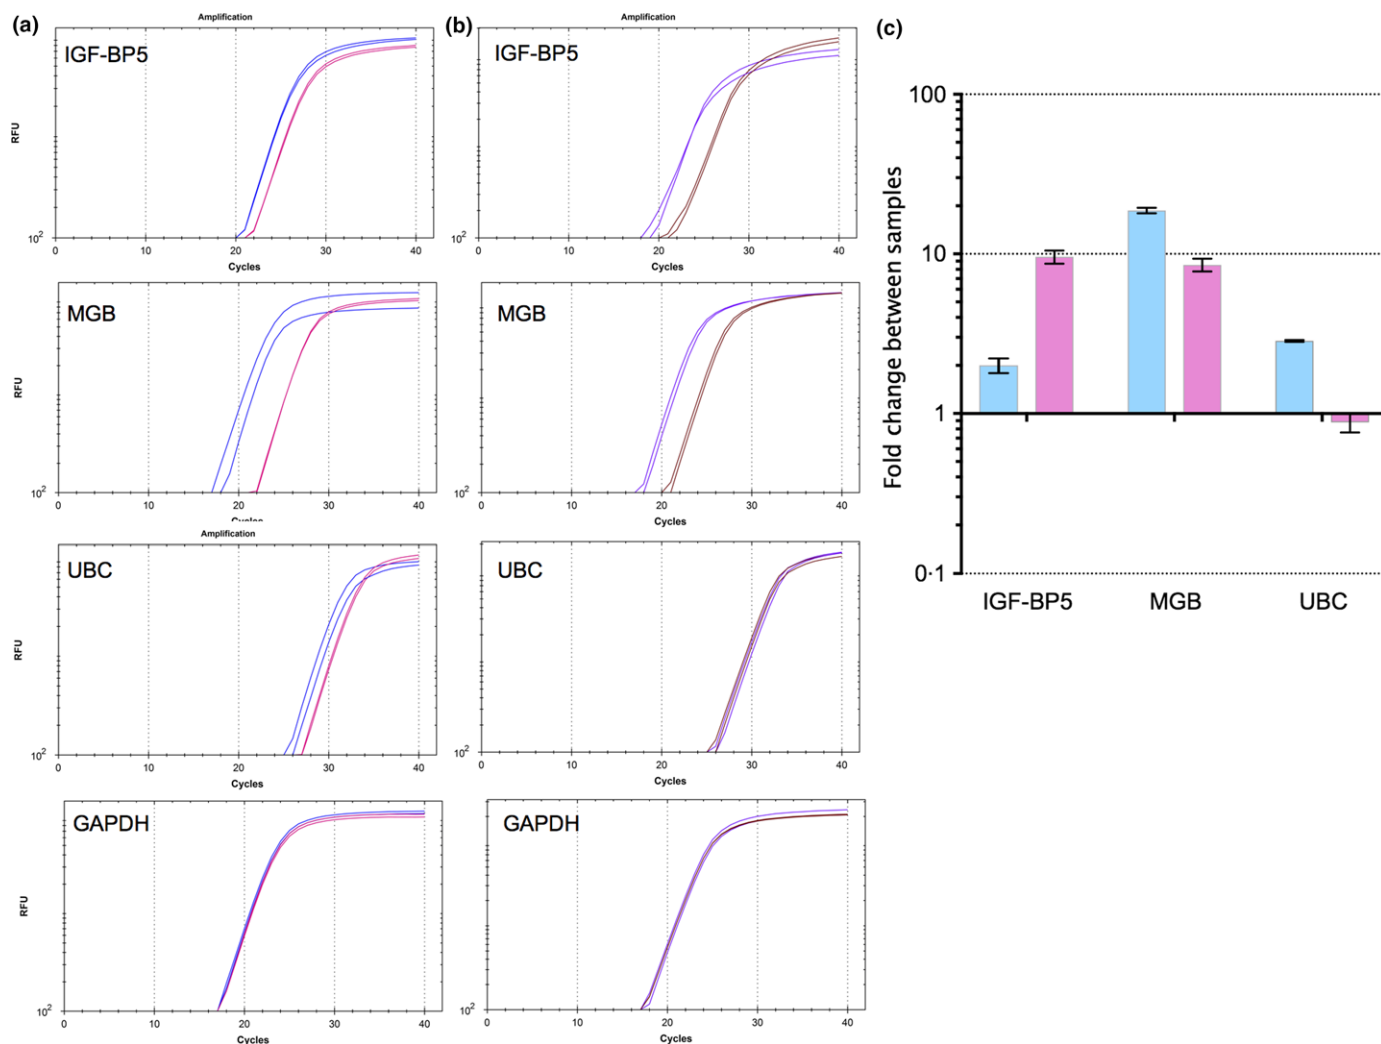 (a)
Amplification
IGF-BP5
RFU
10²
0 10 20 30 40
Cycles
MGB
10²
0 10 20 30 40
Cycles
Amplification
UBC
RFU
10²
0 10 20 30 40
Cycles
GAPDH
RFU
10²
0 10 20 30 40
Cycles
(b)
Amplification
IGF-BP5
10²
0 10 20 30 40
Cycles
MGB
10²
0 10 20 30 40
Cycles
UBC
10²
0 10 20 30 40
Cycles
GAPDH
10²
0 10 20 30 40
Cycles
(c)
Fold change between samples
100
10
1
0·1
IGF-BP5 MGB UBC